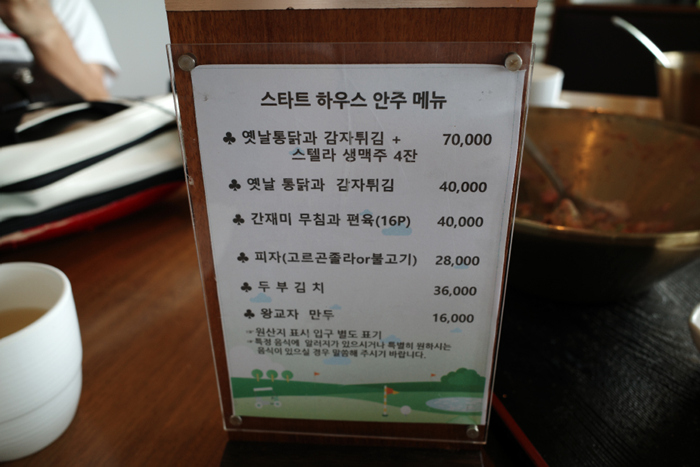 스타트 하우스 안주 메뉴
♣ 옛날통닭과 감자튀김 + 70,000
스텔라 생맥주 4잔
♣ 옛날 통닭과 감자튀김 40,000
♣ 간재미 무침과 편육(16P) 40,000
♣ 피자(고르곤졸라or불고기) 28,000
♣ 두부김치 36,000
♣ 왕교자 만두 16,000
☞원산지 표시 입구 별도 표기
☞특정 음식에 알러지가 있으시거나 특별히 원하시는
음식이 있으실 경우 말씀해 주시기 바랍니다.